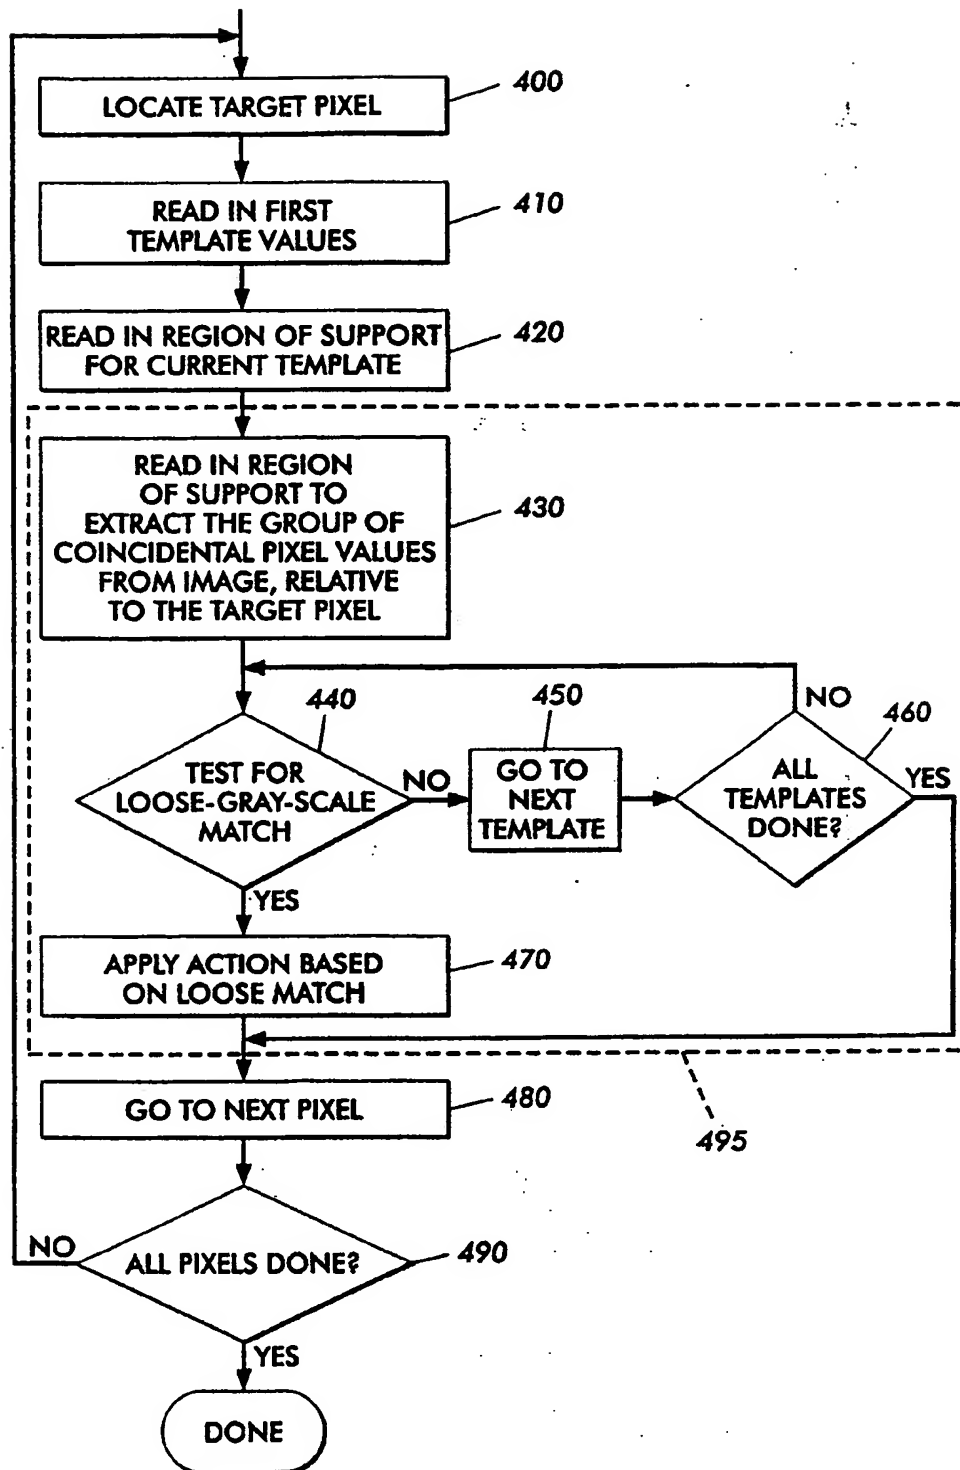 LOCATE TARGET PIXEL
400
READ IN FIRST
TEMPLATE VALUES
410
READ IN REGION OF SUPPORT
FOR CURRENT TEMPLATE
420
READ IN REGION
OF SUPPORT TO
EXTRACT THE GROUP OF
COINCIDENTAL PIXEL VALUES
FROM IMAGE, RELATIVE
TO THE TARGET PIXEL
430
440
TEST FOR
LOOSE-GRAY-SCALE
MATCH
NO
450
GO TO
NEXT
TEMPLATE
NO
460
ALL
TEMPLATES
DONE?
YES
YES
APPLY ACTION BASED
ON LOOSE MATCH
470
GO TO NEXT PIXEL
480
495
NO
ALL PIXELS DONE?
490
YES
DONE